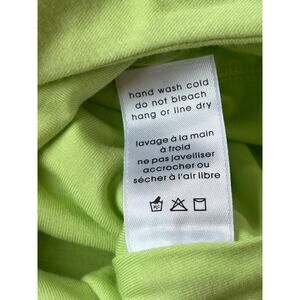 hand wash cold
do not bleach
hang or line dry
lavage à la main
à froid
ne pas javelliser
accrocher ou
sécher à l'air libre